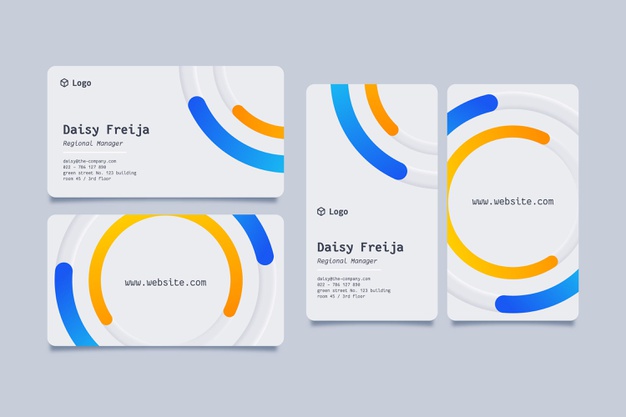 Logo
Daisy Freija
Regional Manager
daisy@the-company.com
023 - 786 127 890
green street No. 123 building
room 45 / 3rd floor
www.website.com
Logo
Daisy Freija
Regional Manager
daisy@the-company.com
023 - 786 127 890
green street No. 123 building
room 45 / 3rd floor
www.website.com